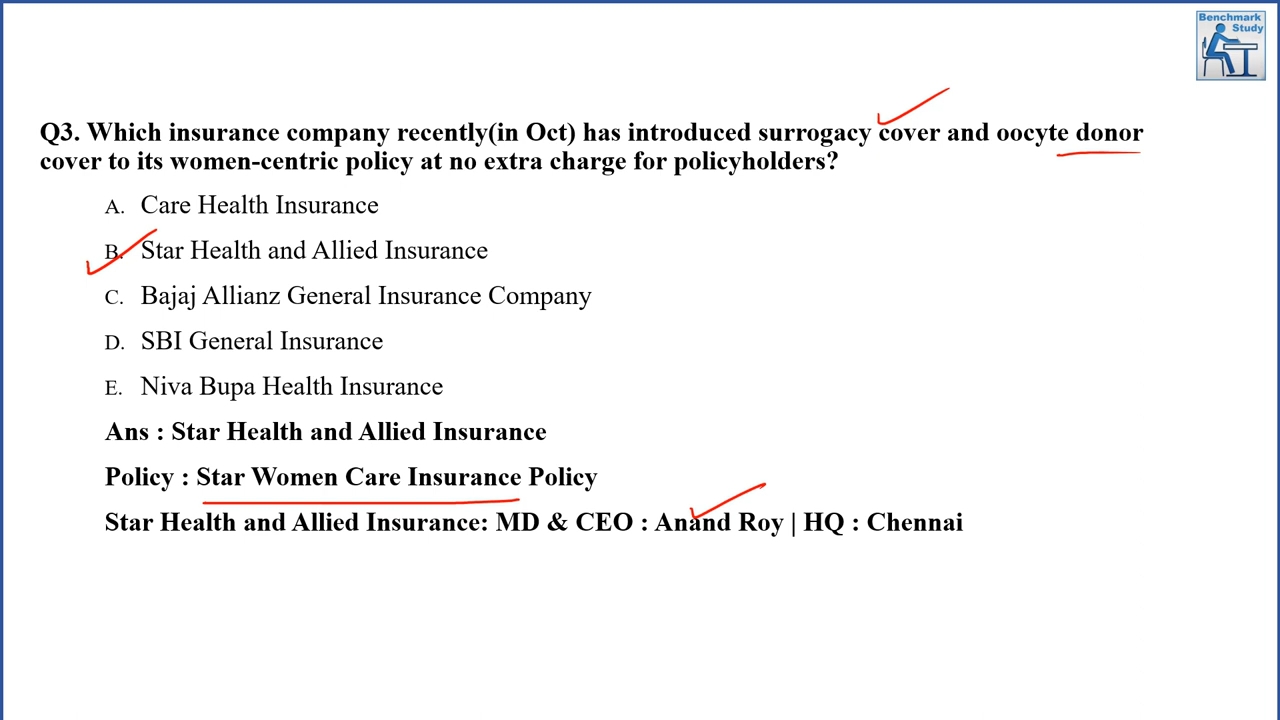 Benchmark
Study
Q3. Which insurance company recently(in Oct) has introduced surrogacy cover and oocyte donor
cover to its women-centric policy at no extra charge for policyholders?
A. Care Health Insurance
B. Star Health and Allied Insurance
C. Bajaj Allianz General Insurance Company
D. SBI General Insurance
E. Niva Bupa Health Insurance
Ans : Star Health and Allied Insurance
Policy : Star Women Care Insurance Policy
Star Health and Allied Insurance: MD & CEO : Anand Roy | HQ : Chennai